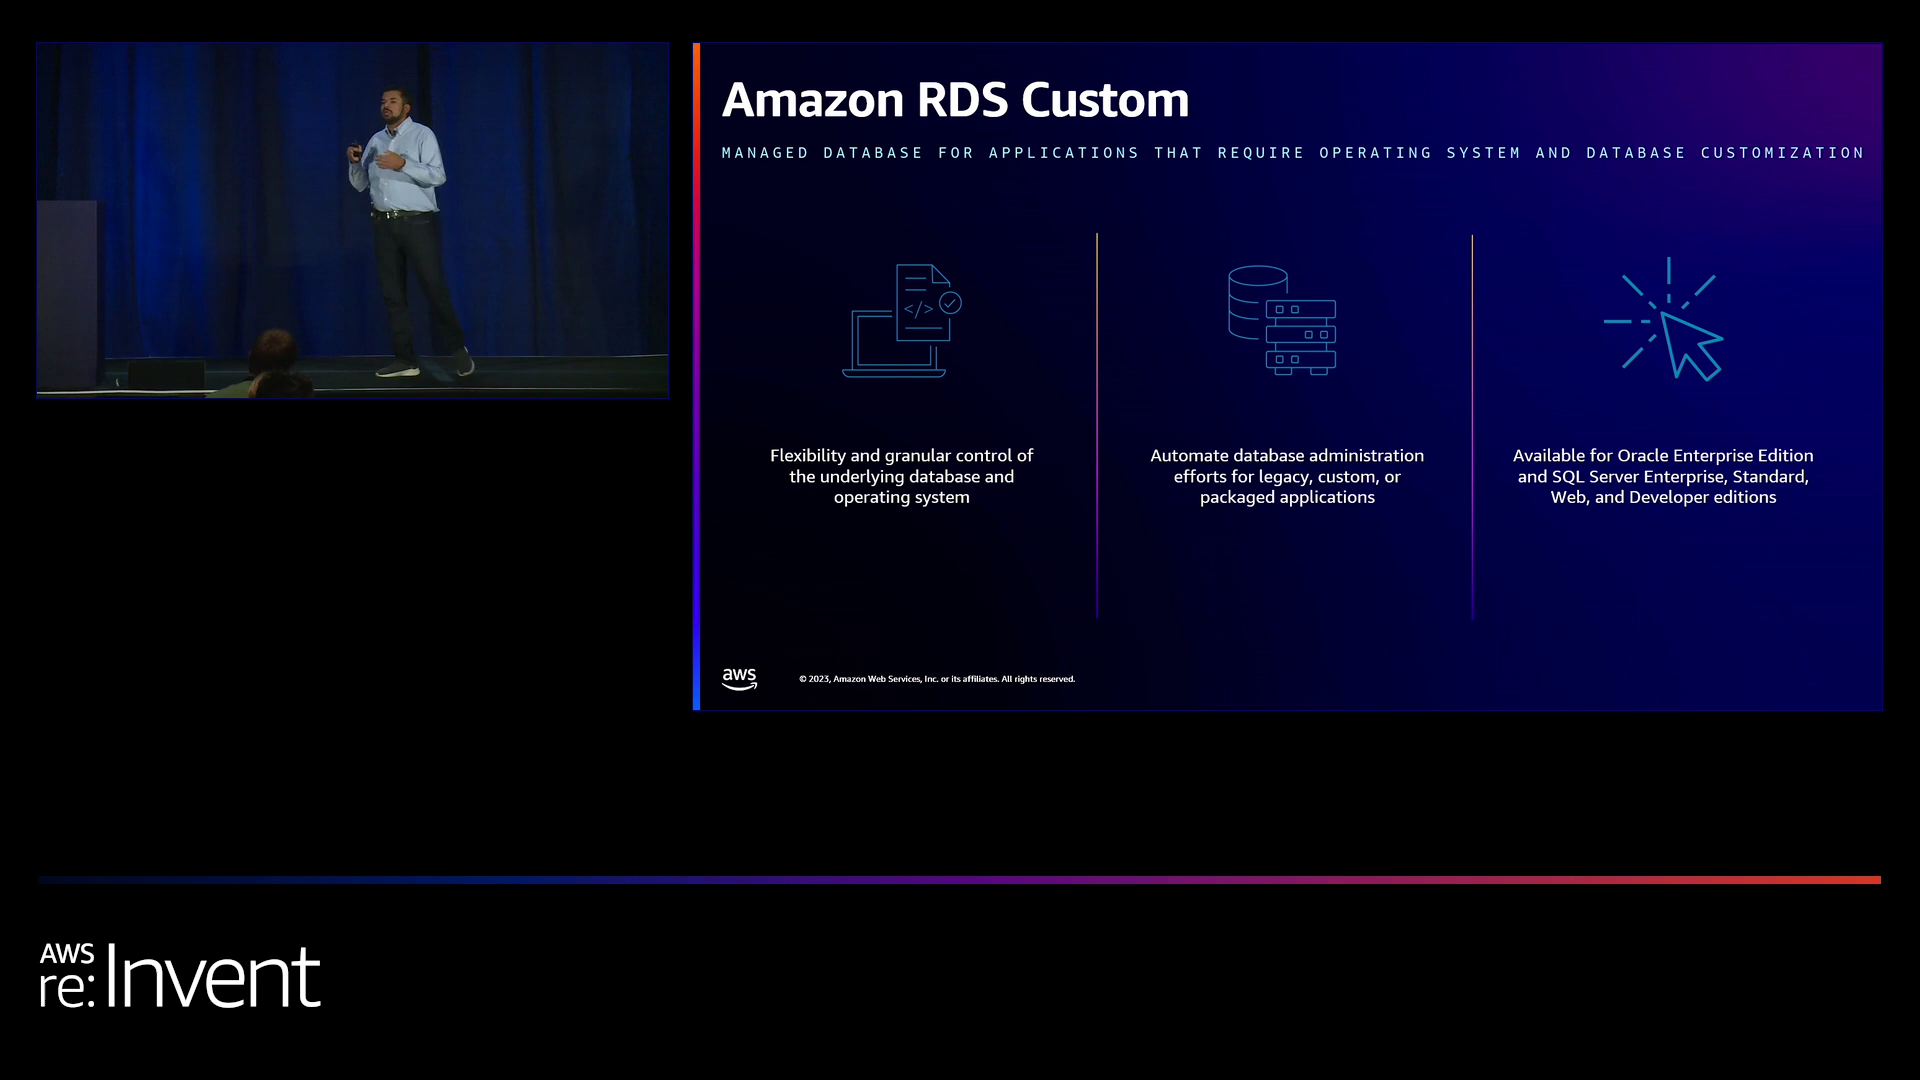 Amazon RDS Custom
MANAGED DATABASE FOR APPLICATIONS THAT REQUIRE OPERATING SYSTEM AND DATABASE CUSTOMIZATION
</>
Flexibility and granular control of
the underlying database and
operating system
Automate database administration
efforts for legacy, custom, or
packaged applications
Available for Oracle Enterprise Edition
and SQL Server Enterprise, Standard,
Web, and Developer editions
aws
© 2023, Amazon Web Services, Inc. or its affiliates. All rights reserved.
AWS
re:Invent